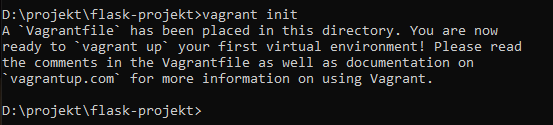 D:\projekt\flask-projekt>vagrant init
A `Vagrantfile` has been placed in this directory. You are now
ready to `vagrant up` your first virtual environment! Please read
the comments in the Vagrantfile as well as documentation on
`vagrantup.com` for more information on using Vagrant.
D:\projekt\flask-projekt>